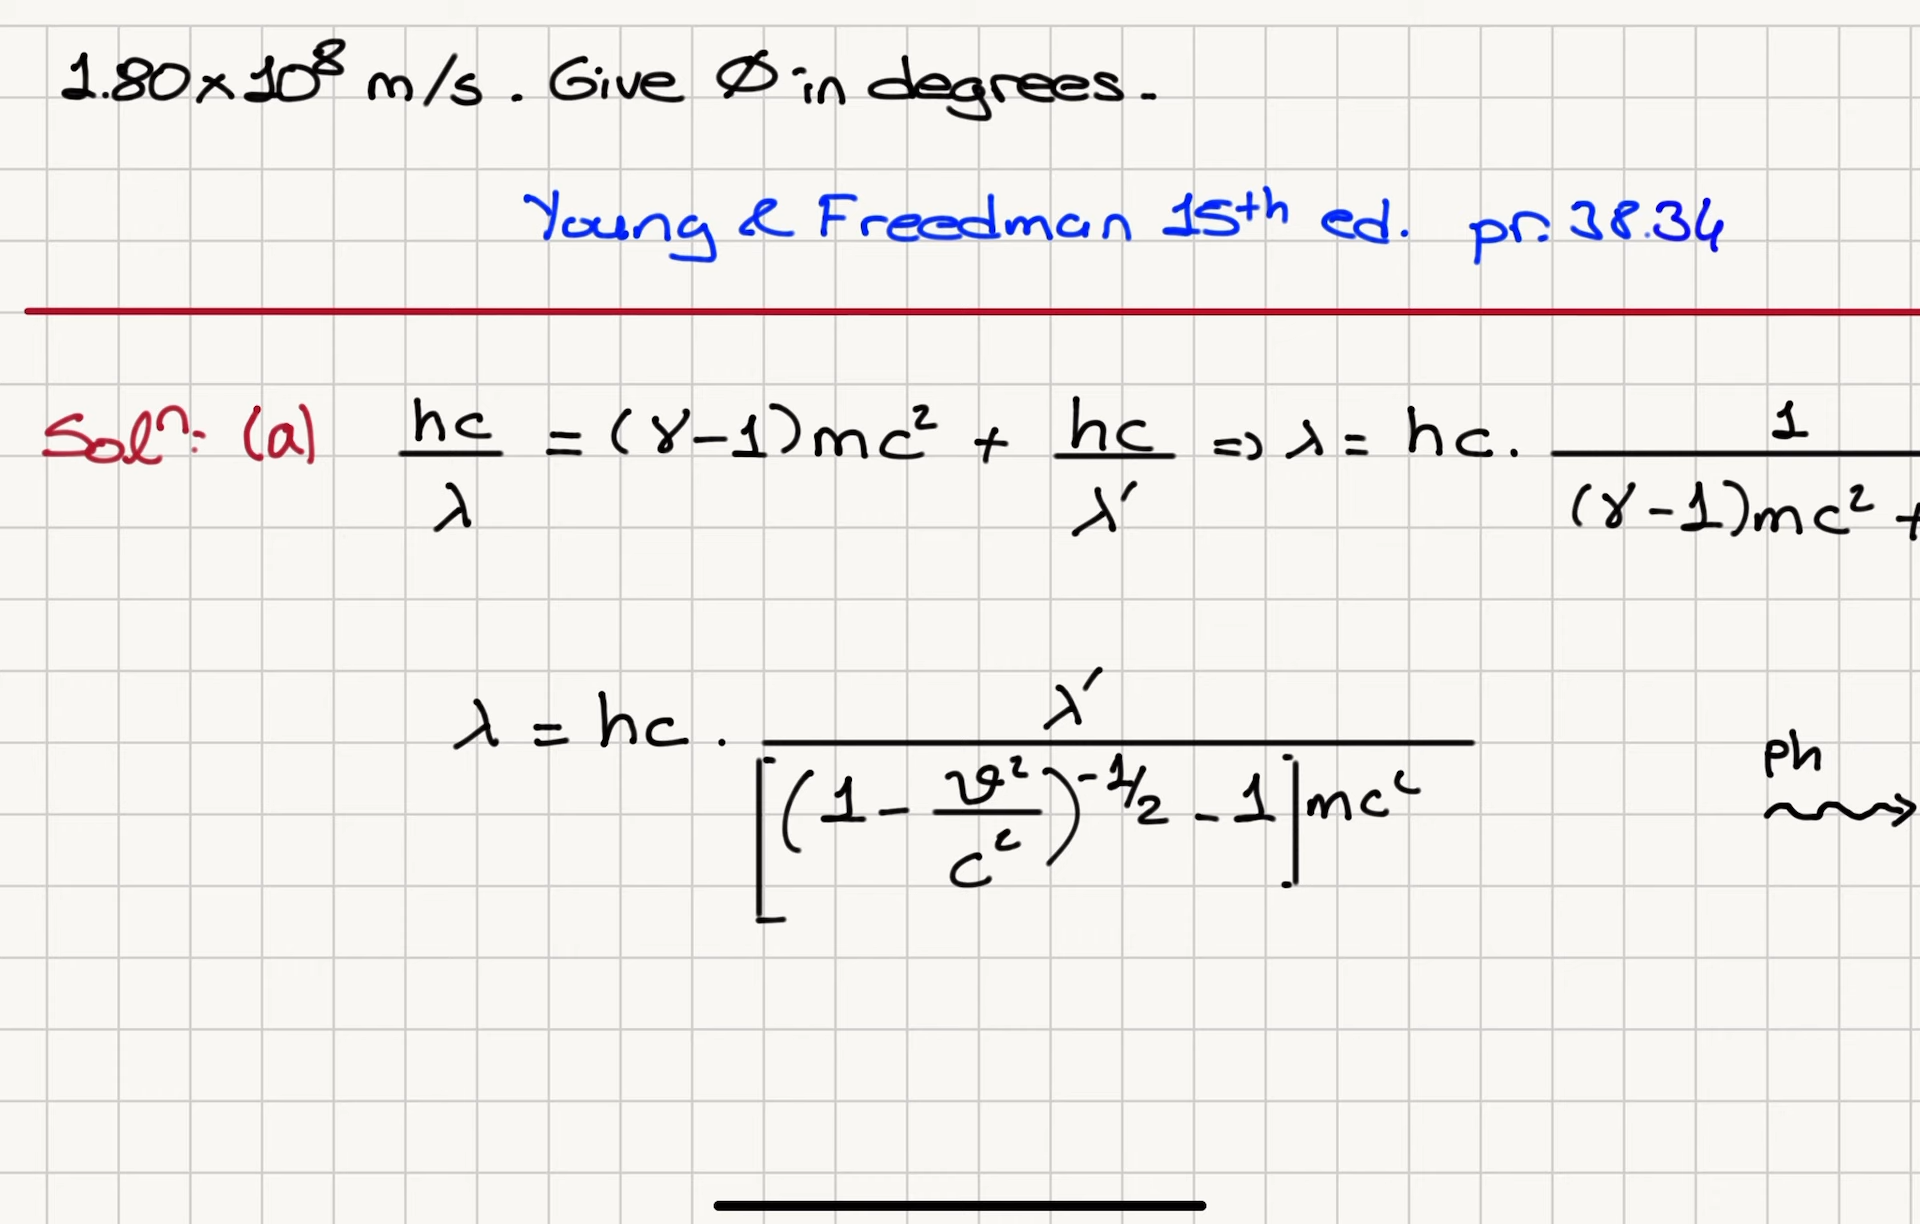 1.80×10⁸ m/s. Give Ø in degrees.
Young & Freedman 15th ed. pr. 38.34
Solⁿ: (a) hc/λ = (γ-1)mc² + hc/λ' => λ = hc. 1/(γ-1)mc² +
λ = hc. λ'/[(1 - v²/c²)^-1/2 - 1]mc²
ph